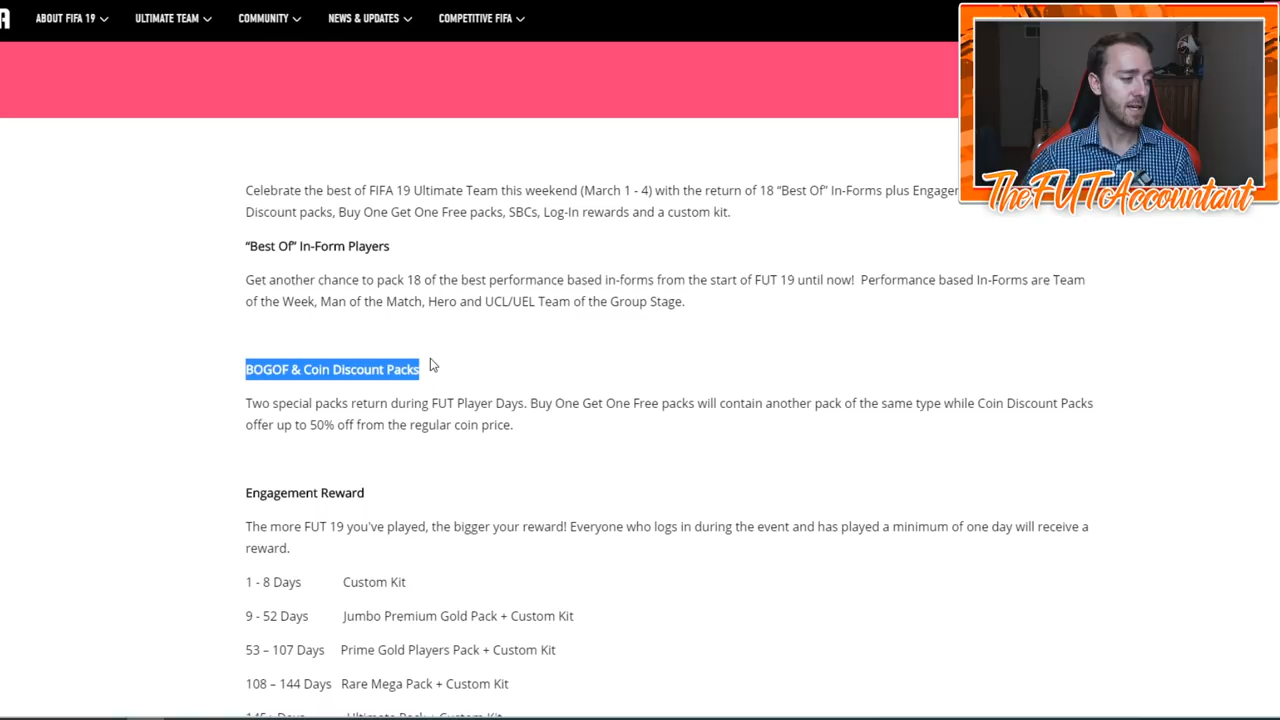 A
ABOUT FIFA 19
ULTIMATE TEAM
COMMUNITY
NEWS & UPDATES
COMPETITIVE FIFA
TheFUTAccountant
Celebrate the best of FIFA 19 Ultimate Team this weekend (March 1 - 4) with the return of 18 “Best Of” In-Forms plus
Discount packs, Buy One Get One Free packs, SBCs, Log-In rewards and a custom kit.
“Best Of” In-Form Players
Get another chance to pack 18 of the best performance based in-forms from the start of FUT 19 until now! Performance based In-Forms are Team
of the Week, Man of the Match, Hero and UCL/UEL Team of the Group Stage.
BOGOF & Coin Discount Packs
Two special packs return during FUT Player Days. Buy One Get One Free packs will contain another pack of the same type while Coin Discount Packs
offer up to 50% off from the regular coin price.
Engagement Reward
The more FUT 19 you've played, the bigger your reward! Everyone who logs in during the event and has played a minimum of one day will receive a
reward.
1 - 8 Days Custom Kit
9 - 52 Days Jumbo Premium Gold Pack + Custom Kit
53 – 107 Days Prime Gold Players Pack + Custom Kit
108 – 144 Days Rare Mega Pack + Custom Kit
145+ Days Ultimate Pack + Custom Kit